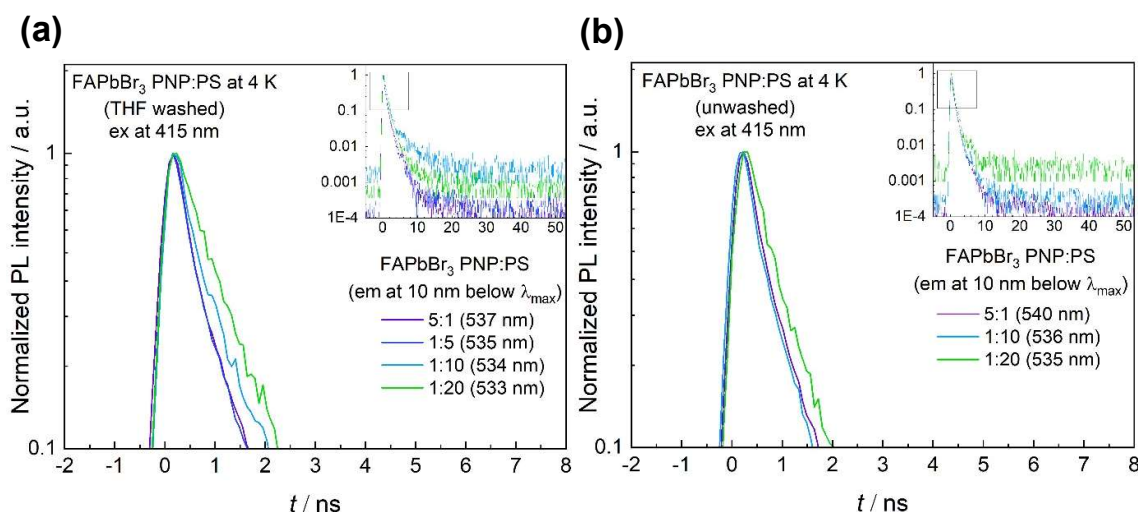 (a)
FAPbBr₃ PNP:PS at 4 K
(THF washed)
ex at 415 nm
1
0.1
Normalized PL intensity / a.u.
1
0.1
0.01
0.001
1E-4
0 10 20 30 40 50
FAPbBr₃ PNP:PS
(em at 10 nm below λmax)
5:1 (537 nm)
1:5 (535 nm)
1:10 (534 nm)
1:20 (533 nm)
-2 -1 0 1 2 3 4 5 6 7 8
t / ns
(b)
FAPbBr₃ PNP:PS at 4 K
(unwashed)
ex at 415 nm
1
0.1
Normalized PL intensity / a.u.
1
0.1
0.01
0.001
1E-4
0 10 20 30 40 50
FAPbBr₃ PNP:PS
(em at 10 nm below λmax)
5:1 (540 nm)
1:10 (536 nm)
1:20 (535 nm)
-2 -1 0 1 2 3 4 5 6 7 8
t / ns